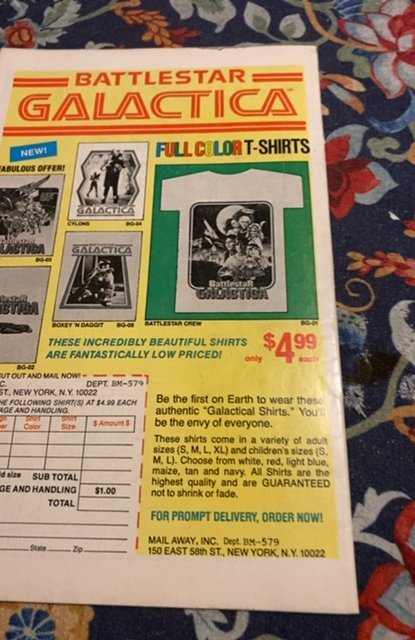 BATTLESTAR
GALACTICA
NEW!
FABULOUS OFFER!
FULL COLOR T-SHIRTS
GALACTICA
CYLONS BG-04
BG-03
GALACTICA
BOXEY 'N DAGGIT BG-05
BG-02
Battlestar
GALACTICA
BATTLESTAR CREW BG-01
THESE INCREDIBLY BEAUTIFUL SHIRTS
ARE FANTASTICALLY LOW PRICED!
only $4.99 each
CUT OUT AND MAIL NOW!
C. DEPT. BM-579
ST., NEW YORK, N.Y. 10022
HE FOLLOWING SHIRT(S) AT $4.99 EACH
AGE AND HANDLING.
Shirt Color
Shirt Size
$ Amount $
ld size SUB TOTAL
GE AND HANDLING $1.00
TOTAL
State Zip
Be the first on Earth to wear these
authentic "Galactical Shirts." You'll
be the envy of everyone.
These shirts come in a variety of adult
sizes (S, M, L, XL) and children's sizes (S,
M, L). Choose from white, red, light blue,
maize, tan and navy. All Shirts are the
highest quality and are GUARANTEED
not to shrink or fade.
FOR PROMPT DELIVERY, ORDER NOW!
MAIL AWAY, INC. Dept. BM-579
150 EAST 58th ST., NEW YORK, N.Y. 10022